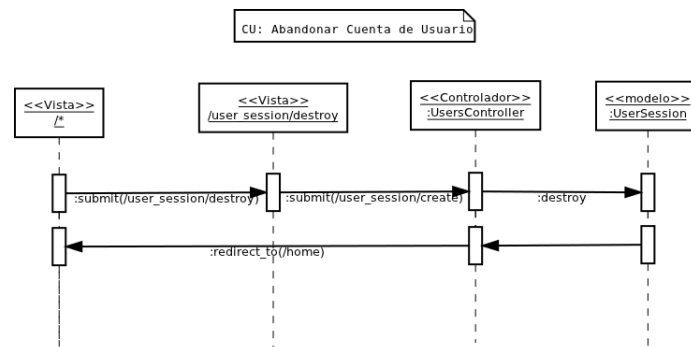 CU: Abandonar Cuenta de Usuario
<<Vista>>
/*
<<Vista>>
/user_session/destroy
<<Controlador>>
:UsersController
<<modelo>>
:UserSession
:submit(/user_session/destroy)
:submit(/user_session/create)
:destroy
:redirect_to(/home)